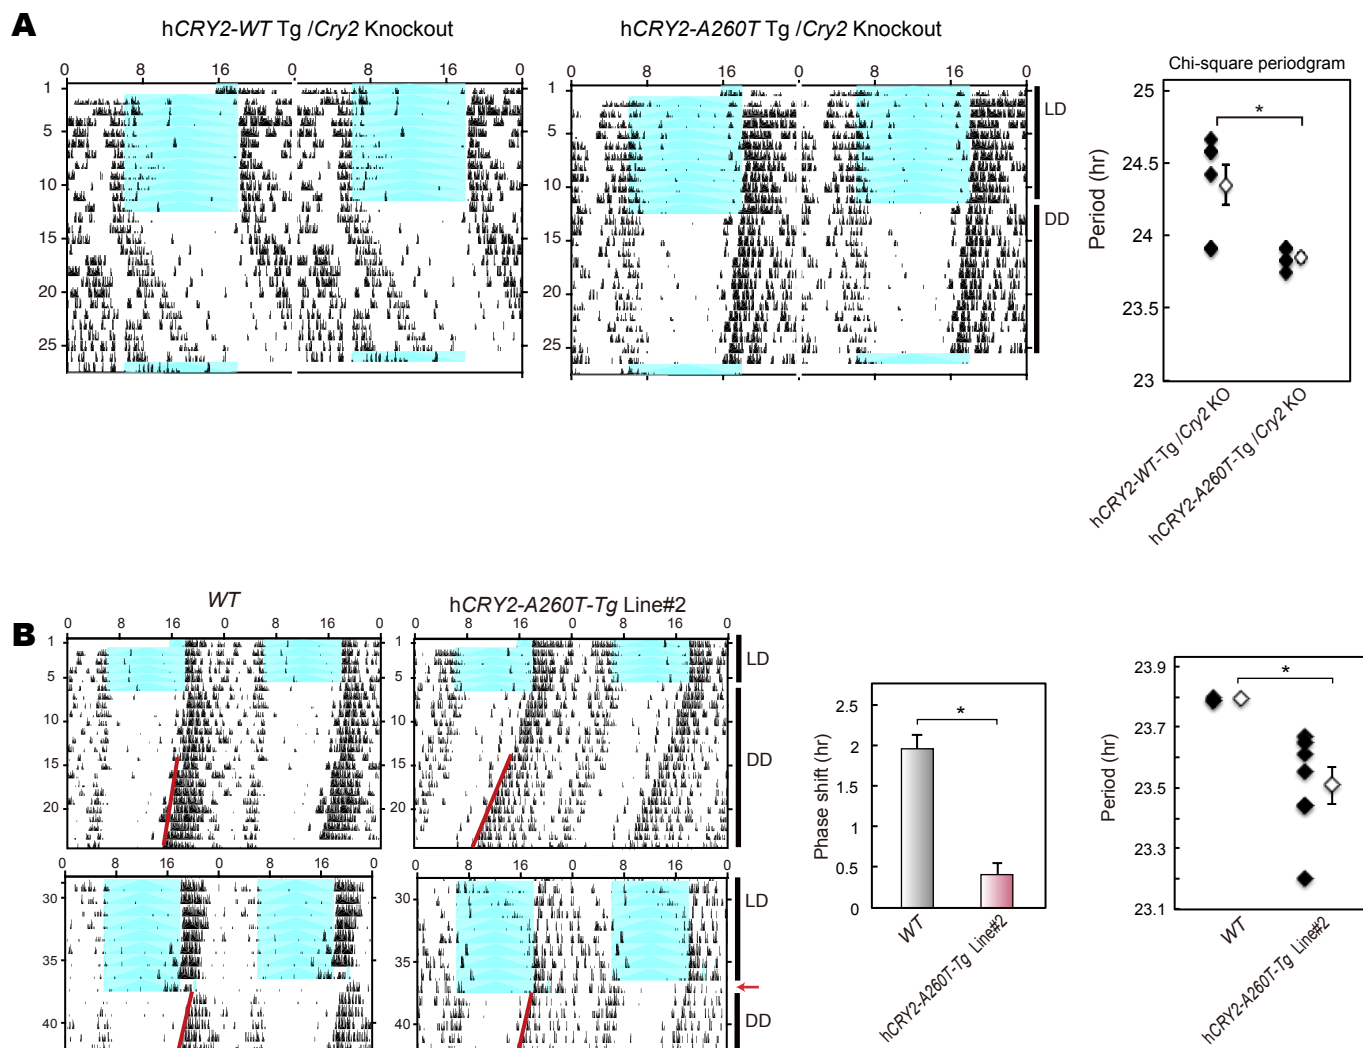 A
hCRY2-WT Tg /Cry2 Knockout
hCRY2-A260T Tg /Cry2 Knockout
Chi-square periodgram
0 8 16 0 8 16 0
0 8 16 0 8 16 0
1
5
10
15
20
25
1
5
10
15
20
25
LD
DD
25
24.5
24
23.5
23
Period (hr)
*
hCRY2-WT-Tg /Cry2 KO
hCRY2-A260T-Tg /Cry2 KO
B
WT
hCRY2-A260T-Tg Line#2
0 8 16 0 8 16 0
0 8 16 0 8 16 0
1
5
10
15
20
1
5
10
15
20
LD
DD
0 8 16 0 8 16 0
0 8 16 0 8 16 0
30
35
40
30
35
40
LD
DD
2.5
2
1.5
1
0.5
0
Phase shift (hr)
*
WT
hCRY2-A260T-Tg Line#2
23.9
23.7
23.5
23.3
23.1
Period (hr)
*
WT
hCRY2-A260T-Tg Line#2